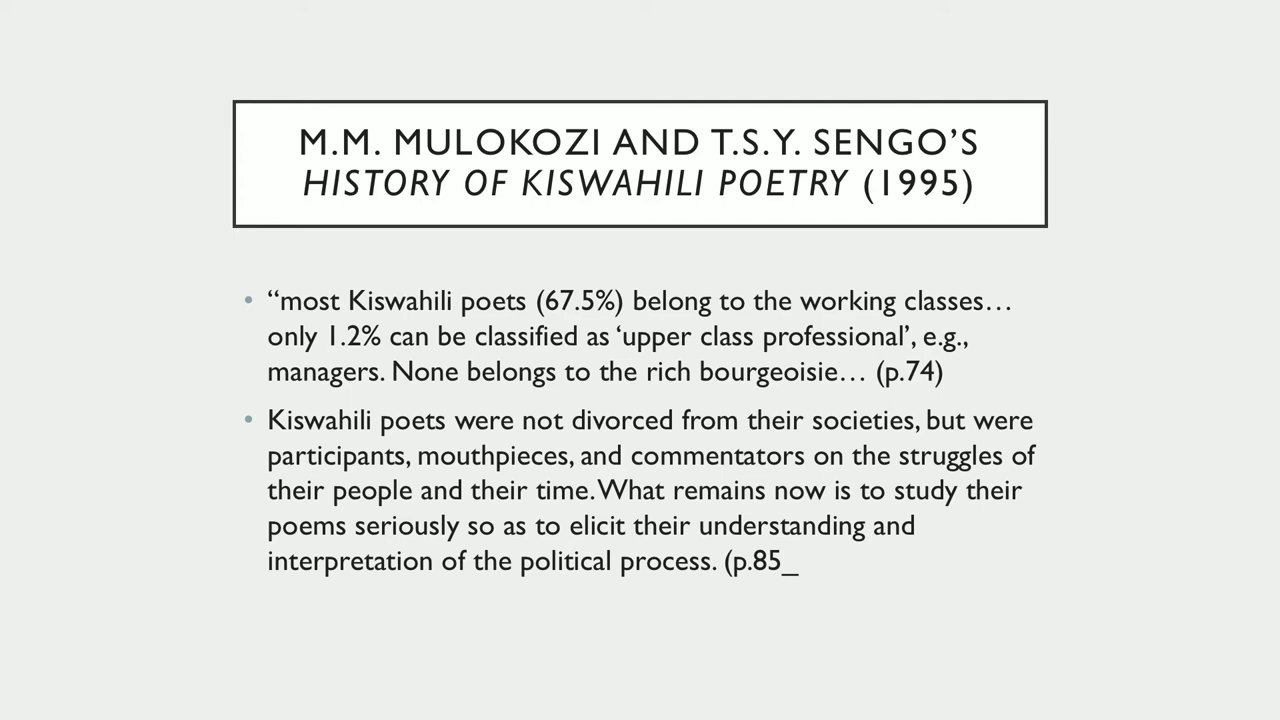 M.M. MULOKOZI AND T.S.Y. SENGO’S
HISTORY OF KISWAHILI POETRY (1995)
• “most Kiswahili poets (67.5%) belong to the working classes…
only 1.2% can be classified as ‘upper class professional’, e.g.,
managers. None belongs to the rich bourgeoisie… (p.74)
• Kiswahili poets were not divorced from their societies, but were
participants, mouthpieces, and commentators on the struggles of
their people and their time. What remains now is to study their
poems seriously so as to elicit their understanding and
interpretation of the political process. (p.85_